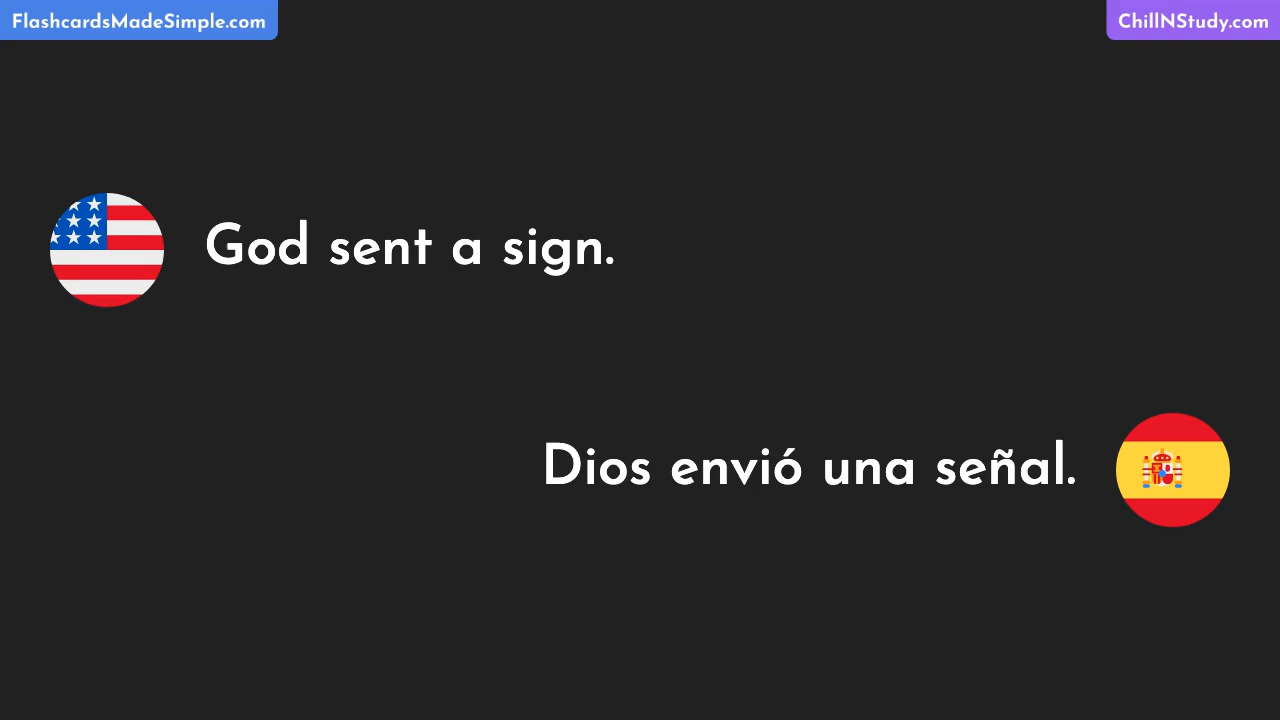 FlashcardsMadeSimple.com
ChillNStudy.com
God sent a sign.
Dios envió una señal.